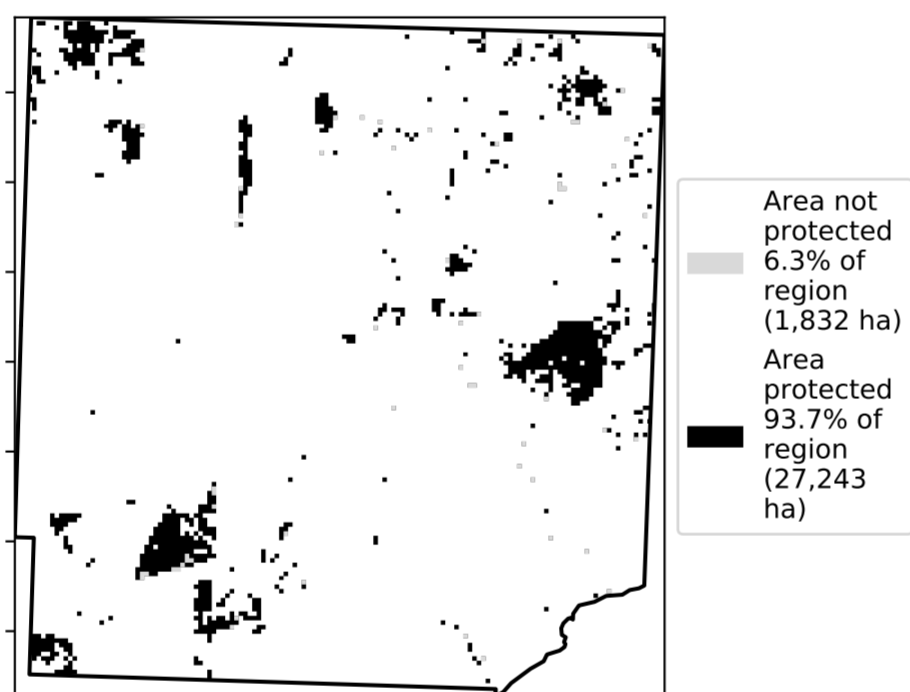 Area not
protected
6.3% of
region
(1,832 ha)
Area
protected
93.7% of
region
(27,243
ha)